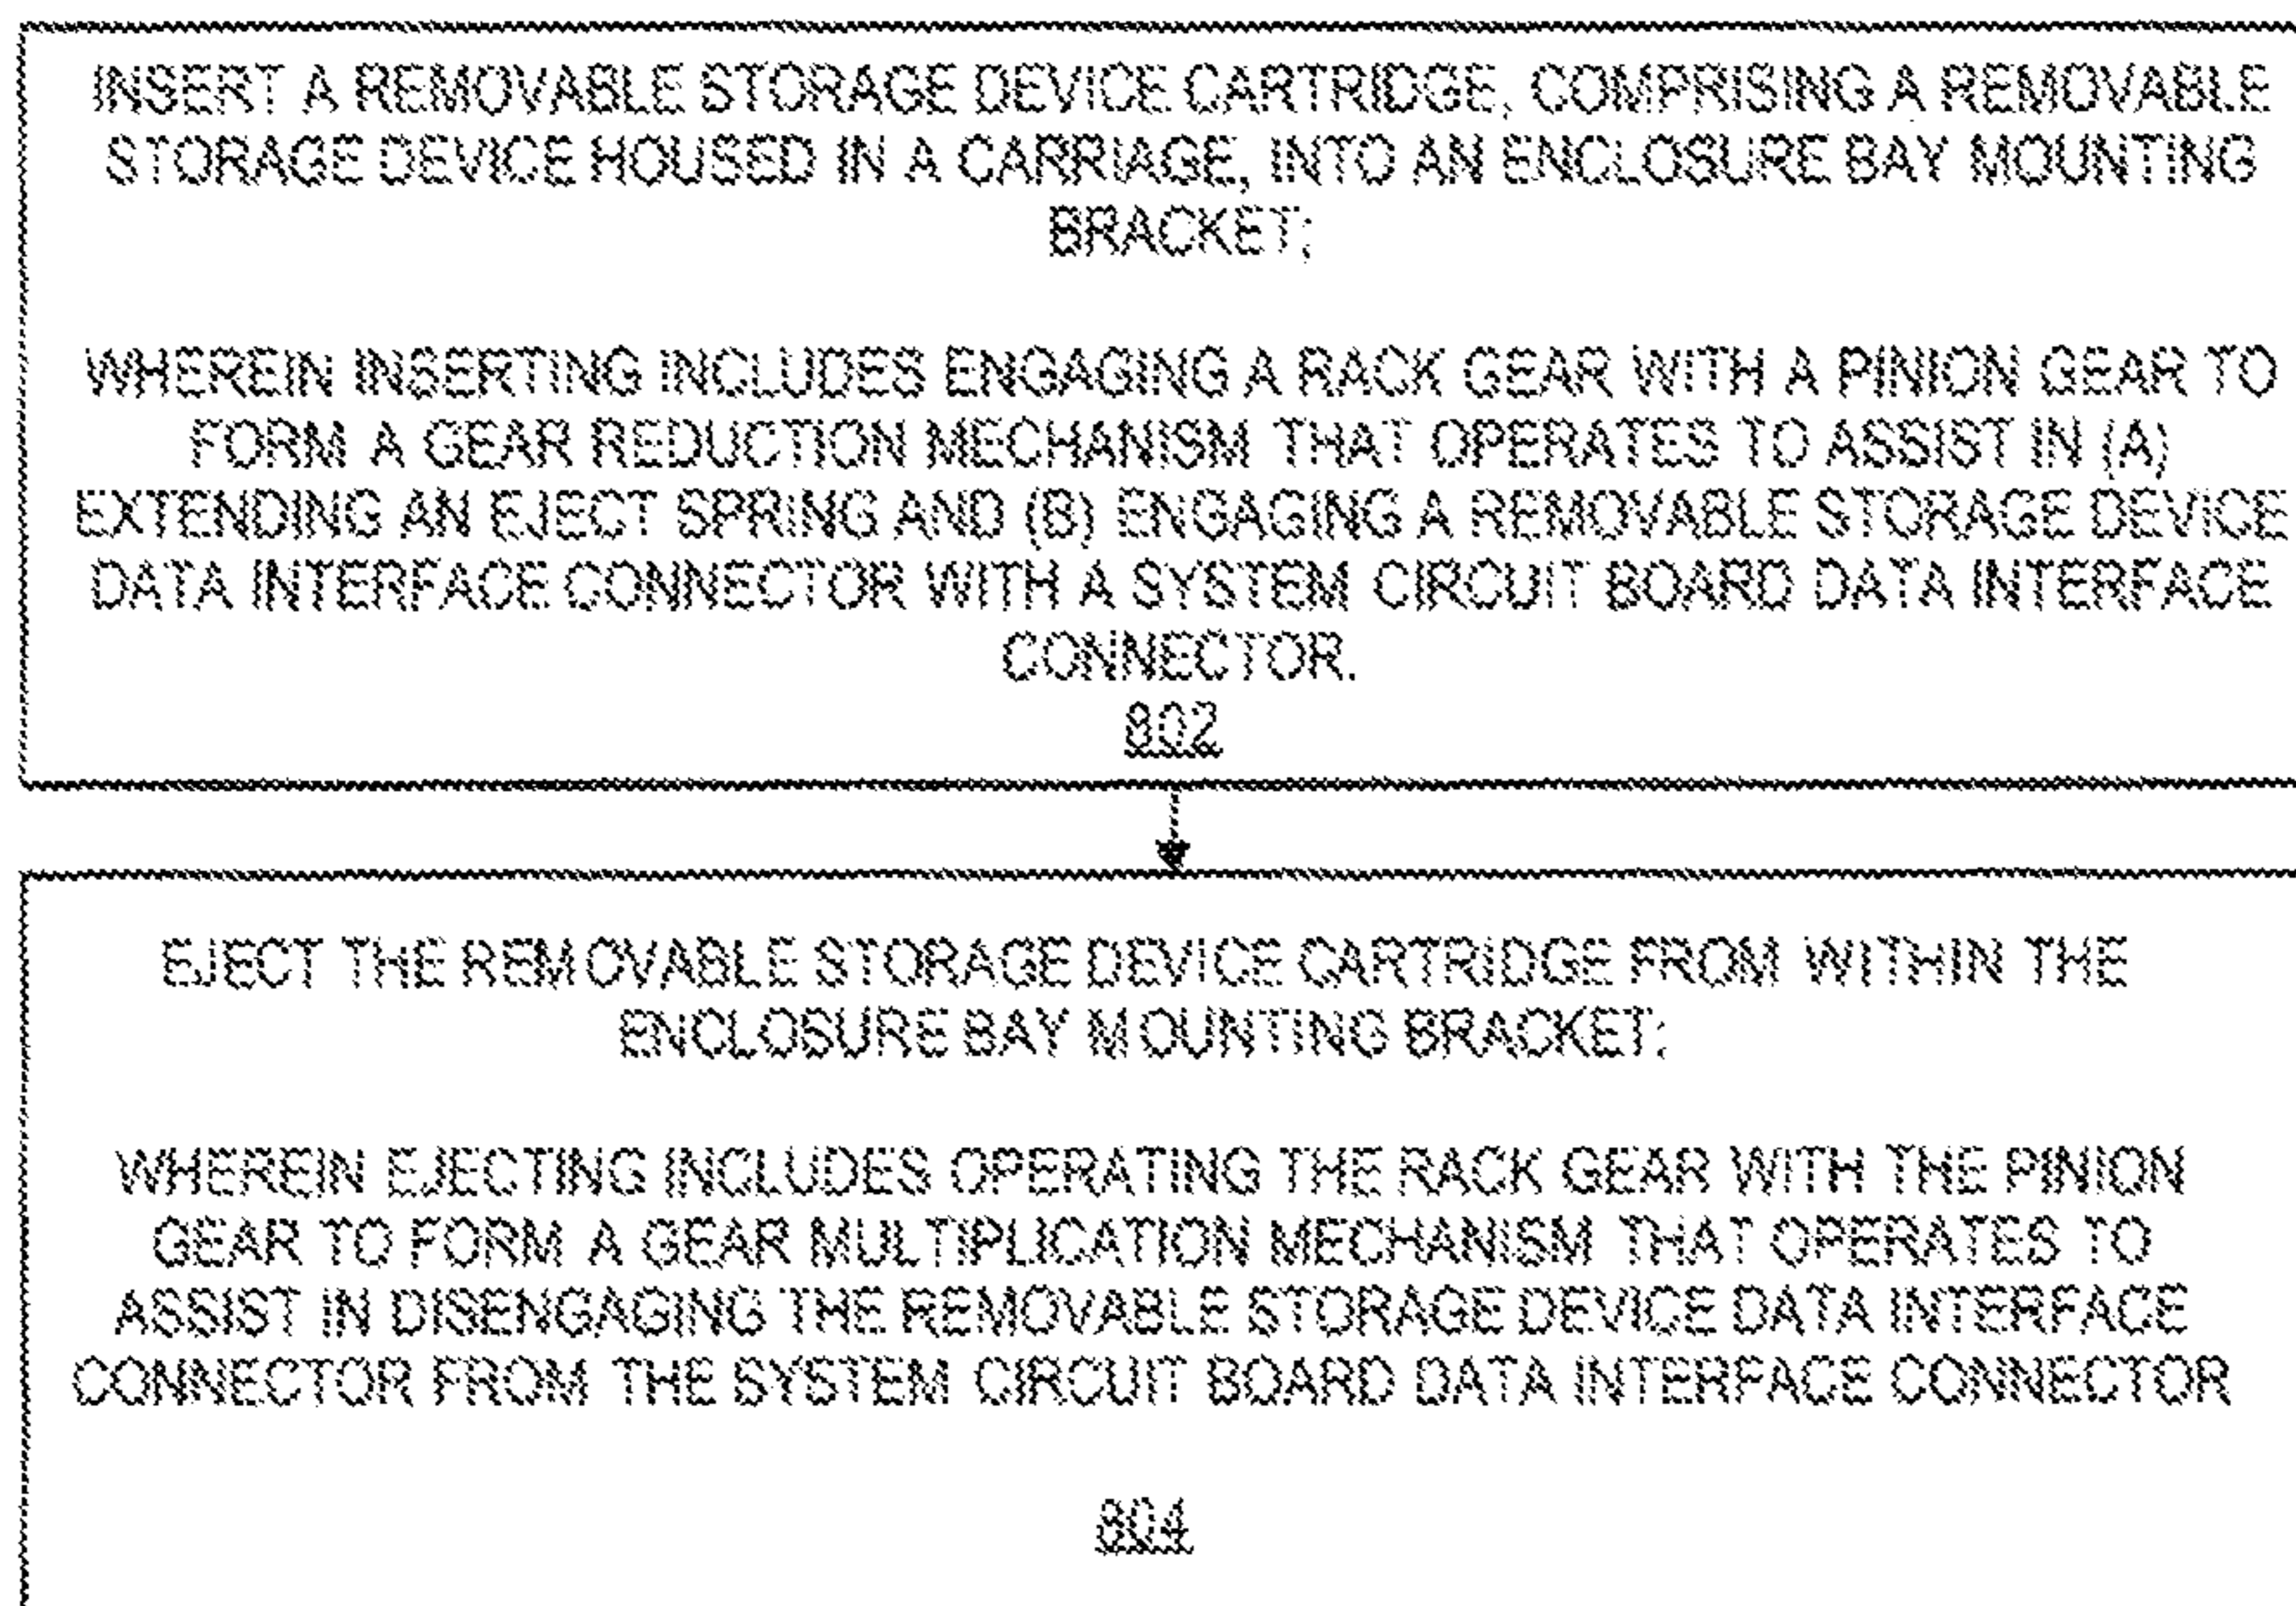 INSERT A REMOVABLE STORAGE DEVICE CARTRIDGE, COMPRISING A REMOVABLE
STORAGE DEVICE HOUSED IN A CARRIAGE, INTO AN ENCLOSURE BAY MOUNTING
BRACKET;
WHEREIN INSERTING INCLUDES ENGAGING A RACK GEAR WITH A PINION GEAR TO
FORM A GEAR REDUCTION MECHANISM THAT OPERATES TO ASSIST IN (A)
EXTENDING AN EJECT SPRING AND (B) ENGAGING A REMOVABLE STORAGE DEVICE
DATA INTERFACE CONNECTOR WITH A SYSTEM CIRCUIT BOARD DATA INTERFACE
CONNECTOR.
802
EJECT THE REMOVABLE STORAGE DEVICE CARTRIDGE FROM WITHIN THE
ENCLOSURE BAY MOUNTING BRACKET;
WHEREIN EJECTING INCLUDES OPERATING THE RACK GEAR WITH THE PINION
GEAR TO FORM A GEAR MULTIPLICATION MECHANISM THAT OPERATES TO
ASSIST IN DISENGAGING THE REMOVABLE STORAGE DEVICE DATA INTERFACE
CONNECTOR FROM THE SYSTEM CIRCUIT BOARD DATA INTERFACE CONNECTOR
804